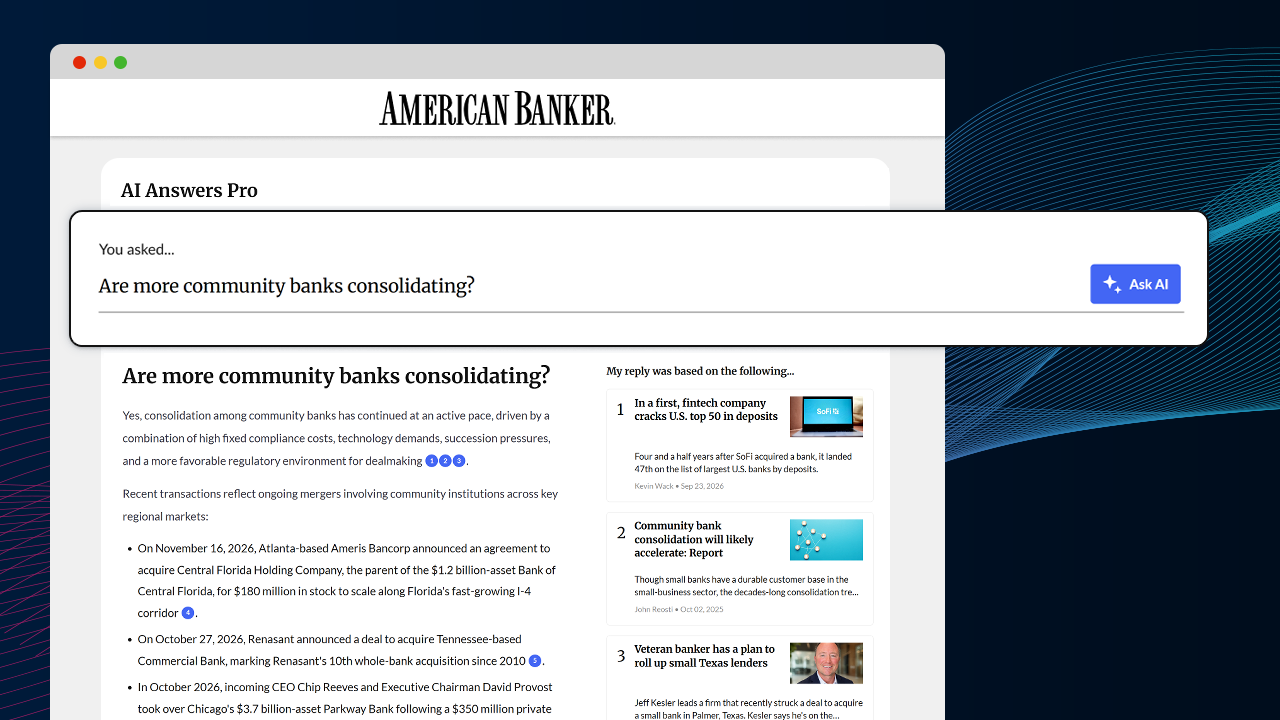 AMERICAN BANKER.
AI Answers Pro
You asked...
Are more community banks consolidating?
Ask AI
Are more community banks consolidating?
Yes, consolidation among community banks has continued at an active pace, driven by a
combination of high fixed compliance costs, technology demands, succession pressures,
and a more favorable regulatory environment for dealmaking 1 2 3.
Recent transactions reflect ongoing mergers involving community institutions across key
regional markets:
• On November 16, 2026, Atlanta-based Ameris Bancorp announced an agreement to
acquire Central Florida Holding Company, the parent of the $1.2 billion-asset Bank of
Central Florida, for $180 million in stock to scale along Florida's fast-growing I-4
corridor 4.
• On October 27, 2026, Renasant announced a deal to acquire Tennessee-based
Commercial Bank, marking Renasant's 10th whole-bank acquisition since 2010 5.
• In October 2026, incoming CEO Chip Reeves and Executive Chairman David Provost
took over Chicago's $3.7 billion-asset Parkway Bank following a $350 million private
My reply was based on the following...
1 In a first, fintech company
cracks U.S. top 50 in deposits
SoFi
Four and a half years after SoFi acquired a bank, it landed
47th on the list of largest U.S. banks by deposits.
Kevin Wack • Sep 23, 2026
2 Community bank
consolidation will likely
accelerate: Report
Though small banks have a durable customer base in the
small-business sector, the decades-long consolidation tre...
John Reosti • Oct 02, 2025
3 Veteran banker has a plan to
roll up small Texas lenders
Jeff Kesler leads a firm that recently struck a deal to acquire
a small bank in Palmer, Texas. Kesler says he's on the...